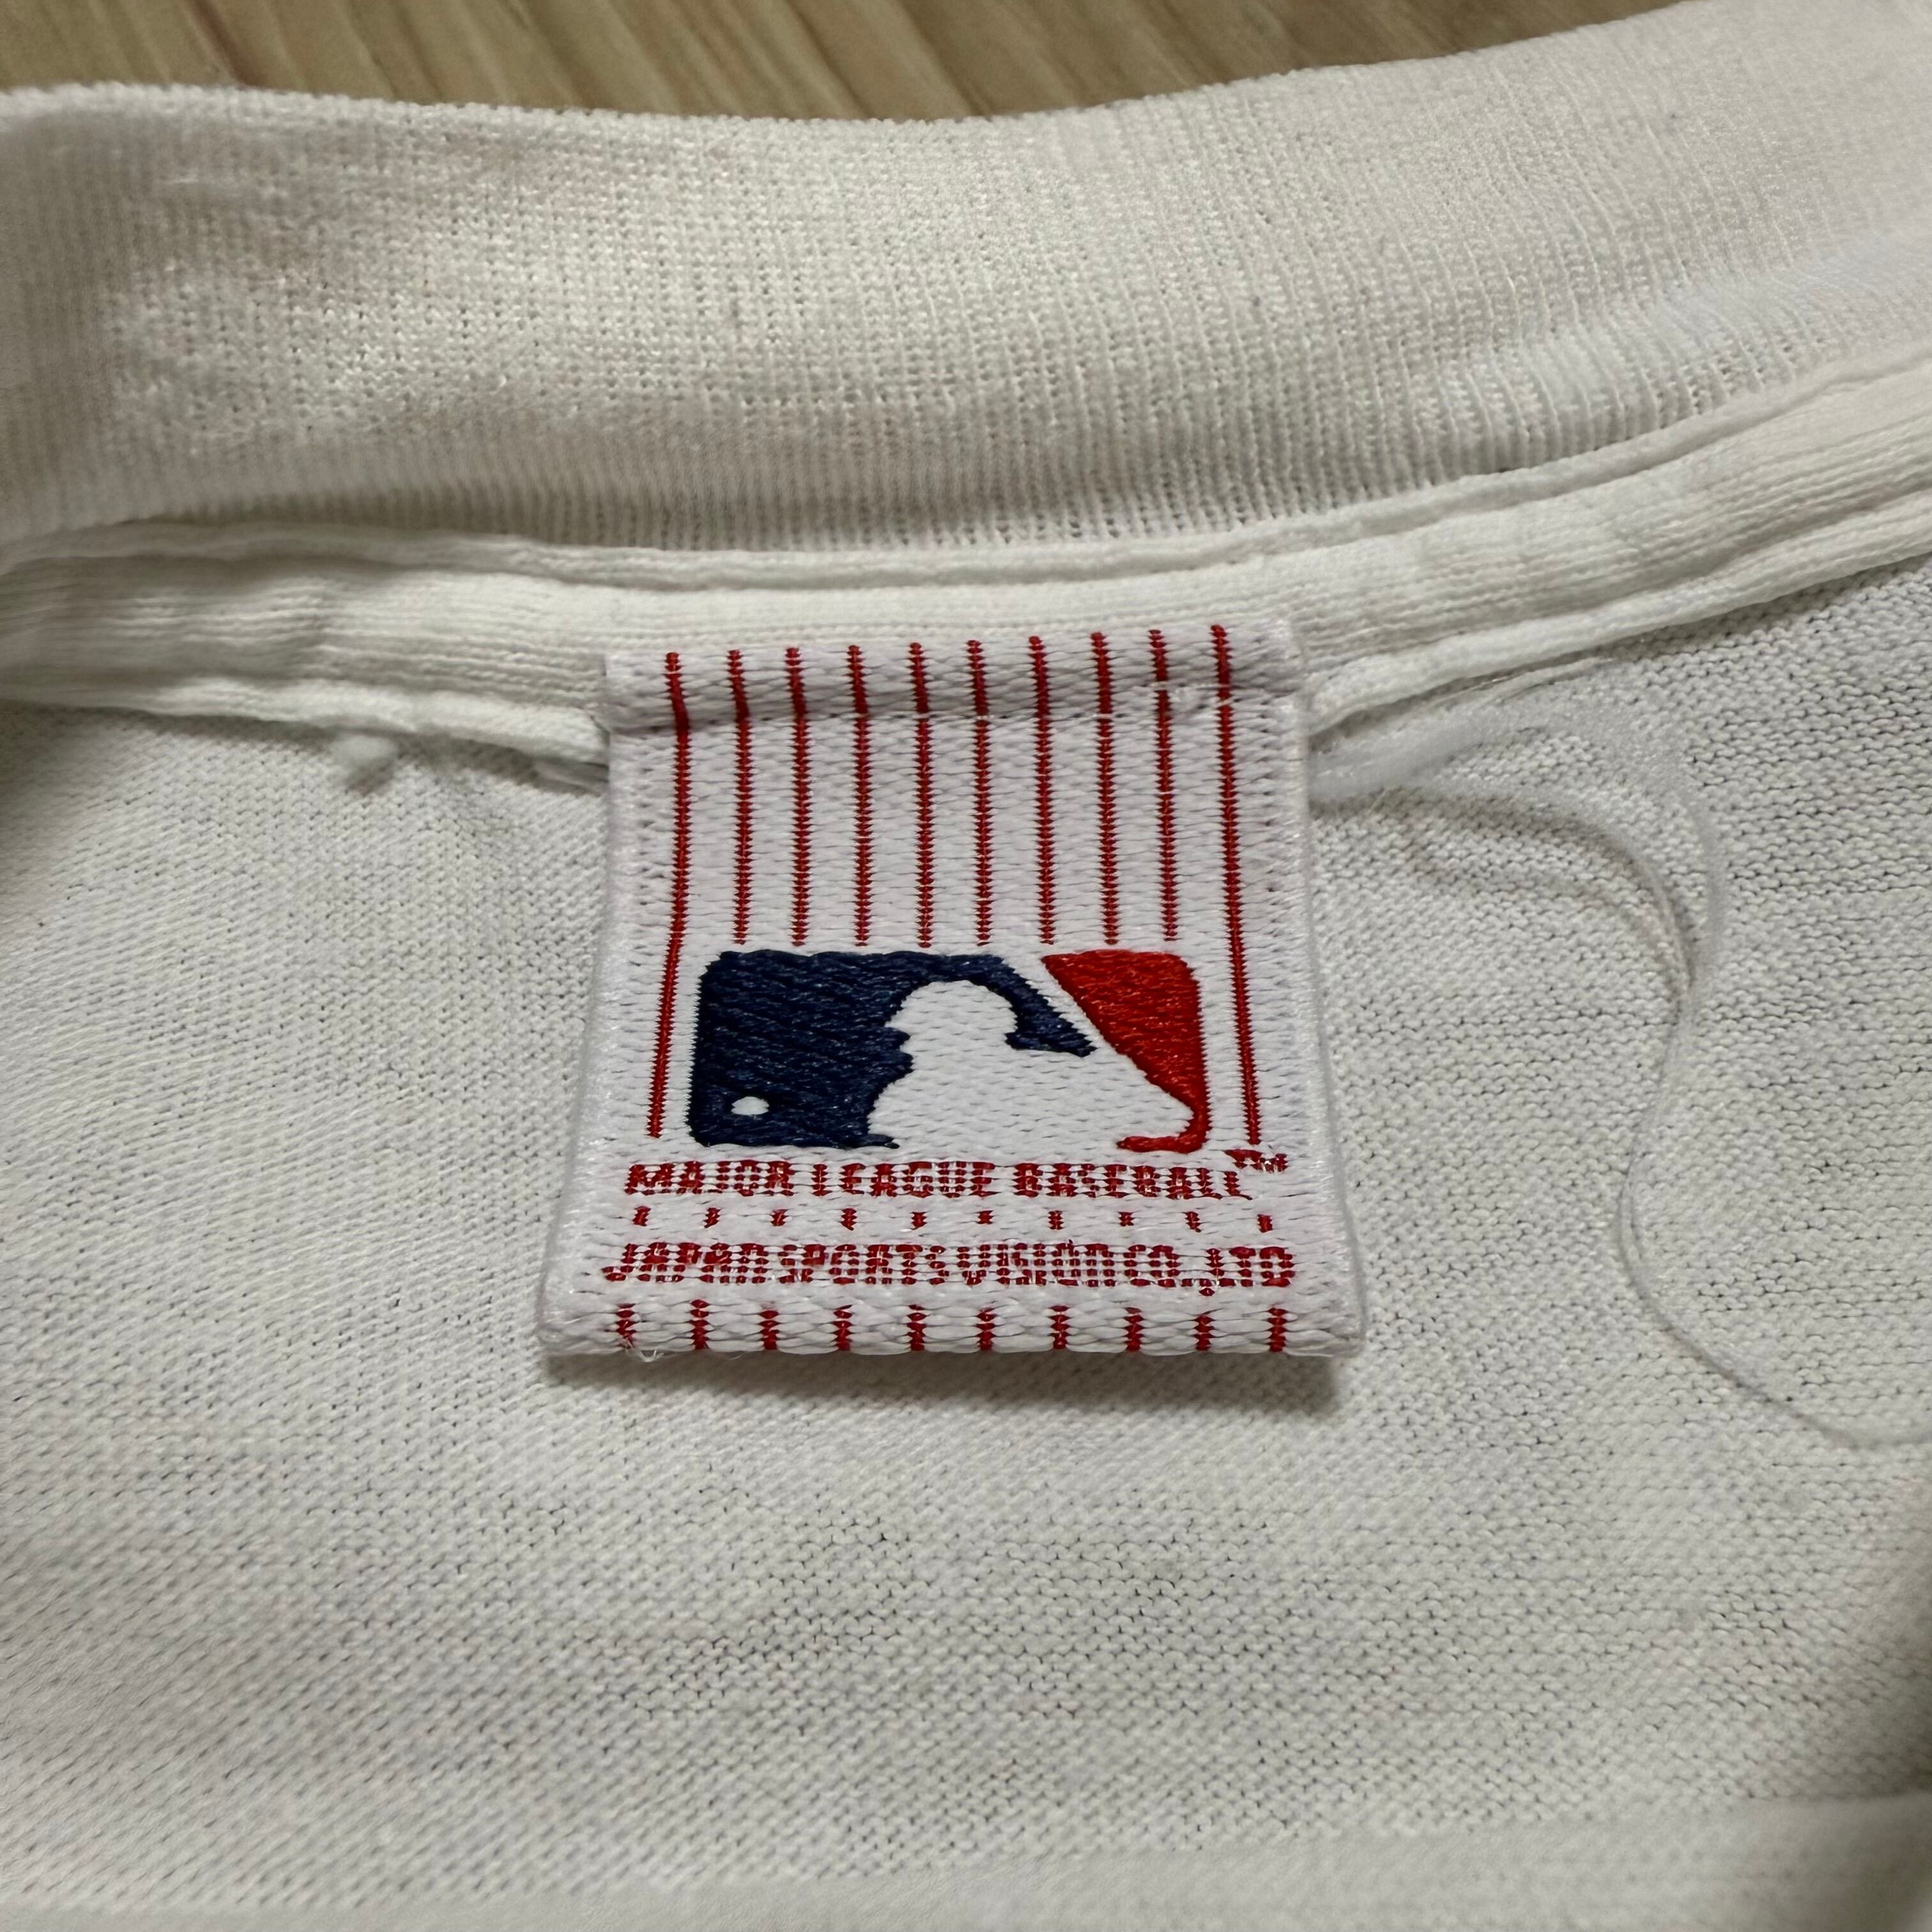 MAJOR LEAGUE BASEBALL™
JAPAN SPORTS VISION CO.,LTD